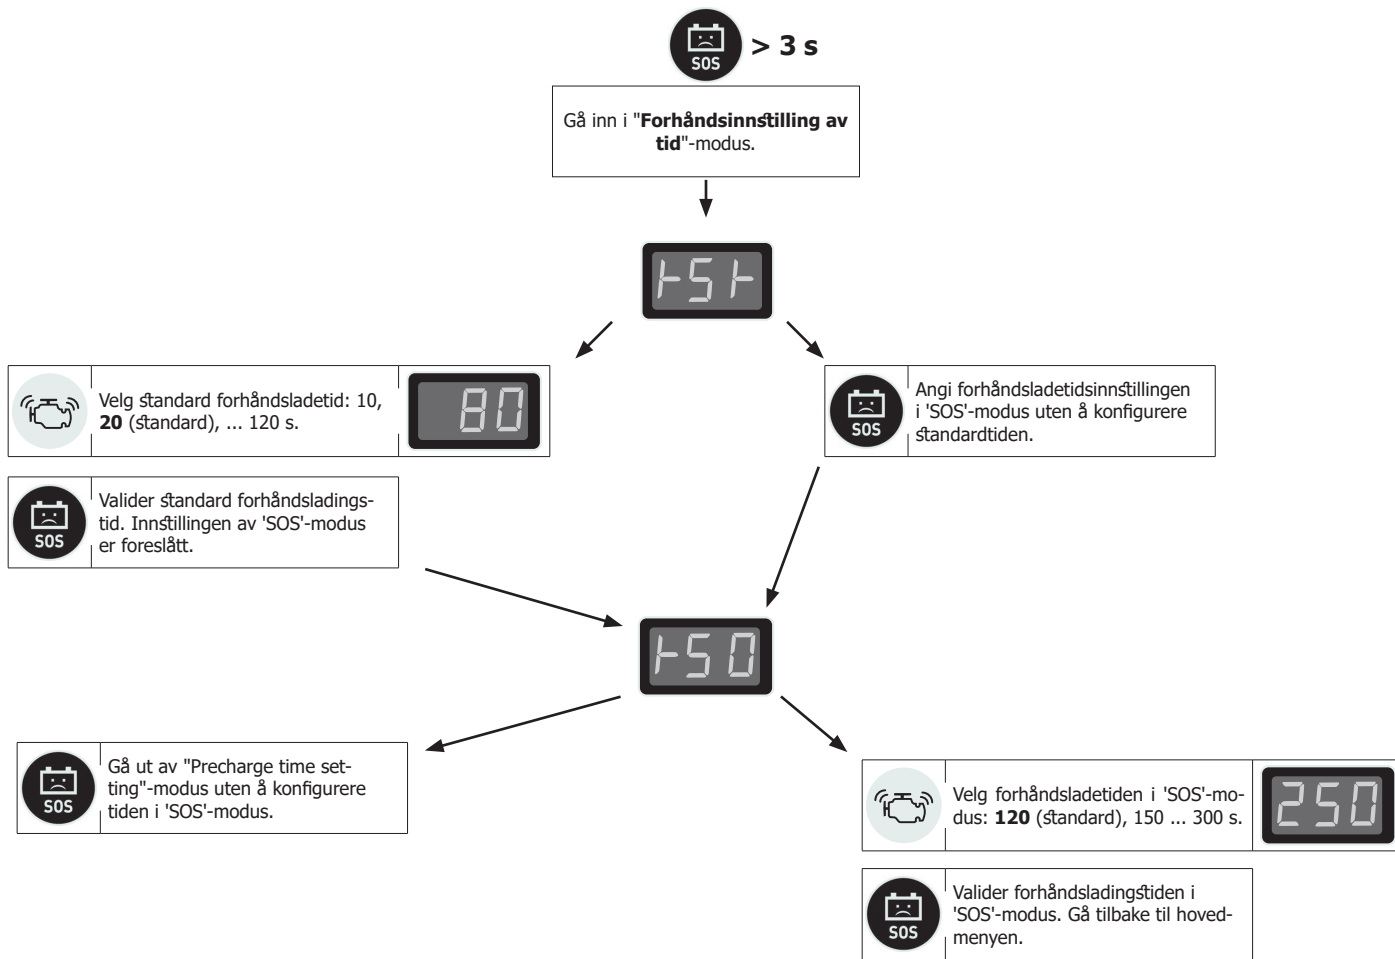 SOS
> 3 s
Gå inn i "Forhåndsinnstilling av
tid"-modus.
tSt
Velg standard forhåndsladetid: 10,
20 (standard), ... 120 s.
80
SOS
Angi forhåndsladetidsinnstillingen
i 'SOS'-modus uten å konfigurere
standardtiden.
SOS
Valider standard forhåndsladings-
tid. Innstillingen av 'SOS'-modus
er foreslått.
tSO
SOS
Gå ut av "Precharge time set-
ting"-modus uten å konfigurere
tiden i 'SOS'-modus.
Velg forhåndsladetiden i 'SOS'-mo-
dus: 120 (standard), 150 ... 300 s.
250
SOS
Valider forhåndsladingstiden i
'SOS'-modus. Gå tilbake til hoved-
menyen.